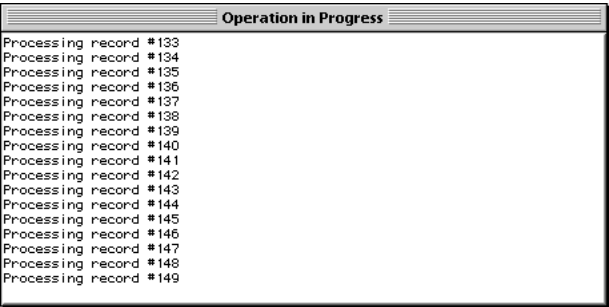 Operation in Progress
Processing record #133
Processing record #134
Processing record #135
Processing record #136
Processing record #137
Processing record #138
Processing record #139
Processing record #140
Processing record #141
Processing record #142
Processing record #143
Processing record #144
Processing record #145
Processing record #146
Processing record #147
Processing record #148
Processing record #149